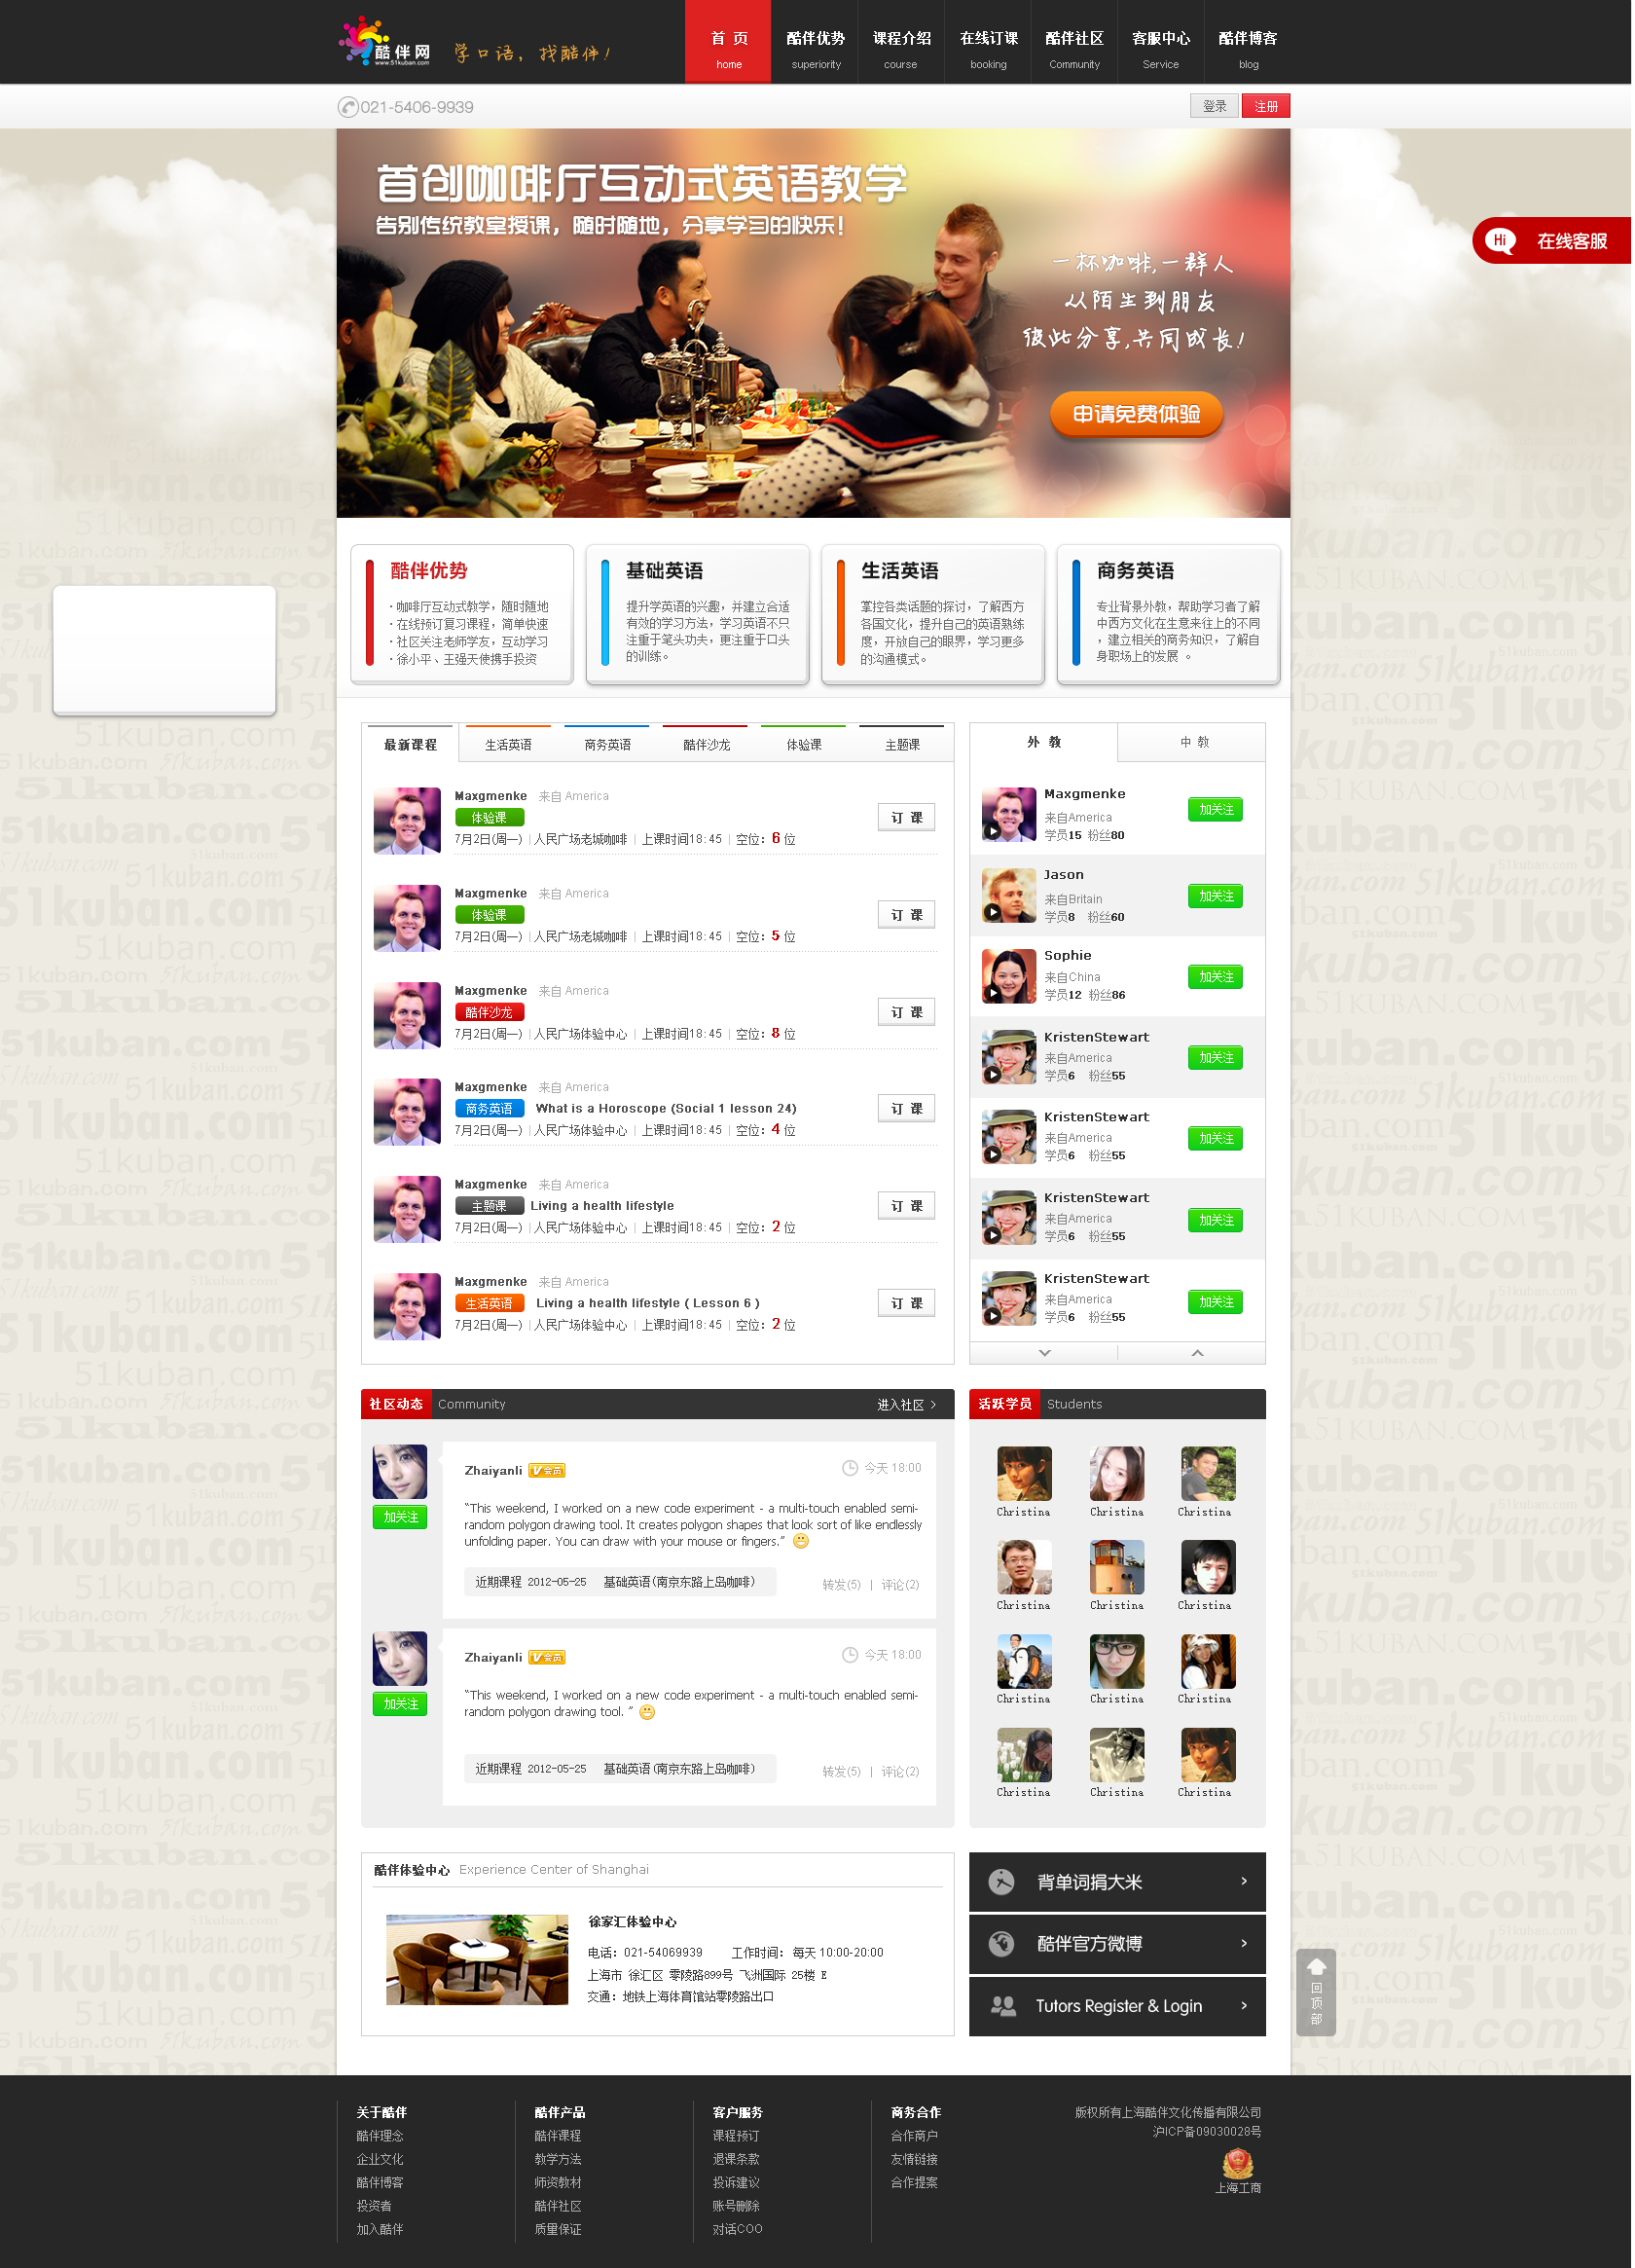 酷伴网
www.51kuban.com
学口语，找酷伴！
首 页
home
酷伴优势
superiority
课程介绍
course
在线订课
booking
酷伴社区
Community
客服中心
Service
酷伴博客
blog
021-5406-9939
登录
注册
首创咖啡厅互动式英语教学
告别传统教室授课，随时随地，分享学习的快乐！
一杯咖啡,一群人
从陌生到朋友
彼此分享,共同成长！
申请免费体验
Hi
在线客服
酷伴优势
·咖啡厅互动式教学，随时随地
·在线预订复习课程，简单快速
·社区关注老师学友，互动学习
·徐小平、王强天使携手投资
基础英语
提升学英语的兴趣，并建立合适
有效的学习方法，学习英语不只
注重于笔头功夫，更注重于口头
的训练。
生活英语
掌控各类话题的探讨，了解西方
各国文化，提升自己的英语熟练
度，开放自己的眼界，学习更多
的沟通模式。
商务英语
专业背景外教，帮助学习者了解
中西方文化在生意来往上的不同
，建立相关的商务知识，了解自
身职场上的发展 。
最新课程
生活英语
商务英语
酷伴沙龙
体验课
主题课
Maxgmenke 来自 America
体验课
7月2日(周一) | 人民广场老城咖啡 | 上课时间18:45 | 空位：6 位
订 课
Maxgmenke 来自 America
体验课
7月2日(周一) | 人民广场老城咖啡 | 上课时间18:45 | 空位：5 位
订 课
Maxgmenke 来自 America
酷伴沙龙
7月2日(周一) | 人民广场体验中心 | 上课时间18:45 | 空位：8 位
订 课
Maxgmenke 来自 America
商务英语 What is a Horoscope (Social 1 lesson 24)
7月2日(周一) | 人民广场体验中心 | 上课时间18:45 | 空位：4 位
订 课
Maxgmenke 来自 America
主题课 Living a health lifestyle
7月2日(周一) | 人民广场体验中心 | 上课时间18:45 | 空位：2 位
订 课
Maxgmenke 来自 America
生活英语 Living a health lifestyle ( Lesson 6 )
7月2日(周一) | 人民广场体验中心 | 上课时间18:45 | 空位：2 位
订 课
外 教
中 教
Maxgmenke
来自America
学员15 粉丝80
加关注
Jason
来自Britain
学员8 粉丝60
加关注
Sophie
来自China
学员12 粉丝86
加关注
KristenStewart
来自America
学员6 粉丝55
加关注
KristenStewart
来自America
学员6 粉丝55
加关注
KristenStewart
来自America
学员6 粉丝55
加关注
KristenStewart
来自America
学员6 粉丝55
加关注
社区动态 Community
进入社区 >
加关注
Zhaiyanli V会员
今天 18:00
“This weekend, I worked on a new code experiment - a multi-touch enabled semi-
random polygon drawing tool. It creates polygon shapes that look sort of like endlessly
unfolding paper. You can draw with your mouse or fingers.”
近期课程 2012-05-25 基础英语(南京东路上岛咖啡)
转发(5) | 评论(2)
加关注
Zhaiyanli V会员
今天 18:00
“This weekend, I worked on a new code experiment - a multi-touch enabled semi-
random polygon drawing tool. ”
近期课程 2012-05-25 基础英语(南京东路上岛咖啡)
转发(5) | 评论(2)
活跃学员 Students
Christina Christina Christina
Christina Christina Christina
Christina Christina Christina
Christina Christina Christina
酷伴体验中心 Experience Center of Shanghai
徐家汇体验中心
电话：021-54069939 工作时间： 每天 10:00-20:00
上海市 徐汇区 零陵路899号 飞洲国际 25楼 E
交通：地铁上海体育馆站零陵路出口
背单词捐大米 >
酷伴官方微博 >
Tutors Register & Login >
回顶部
关于酷伴
酷伴理念
企业文化
酷伴博客
投资者
加入酷伴
酷伴产品
酷伴课程
教学方法
师资教材
酷伴社区
质量保证
客户服务
课程预订
退课条款
投诉建议
账号删除
对话COO
商务合作
合作商户
友情链接
合作提案
版权所有上海酷伴文化传播有限公司
沪ICP备09030028号
上海工商